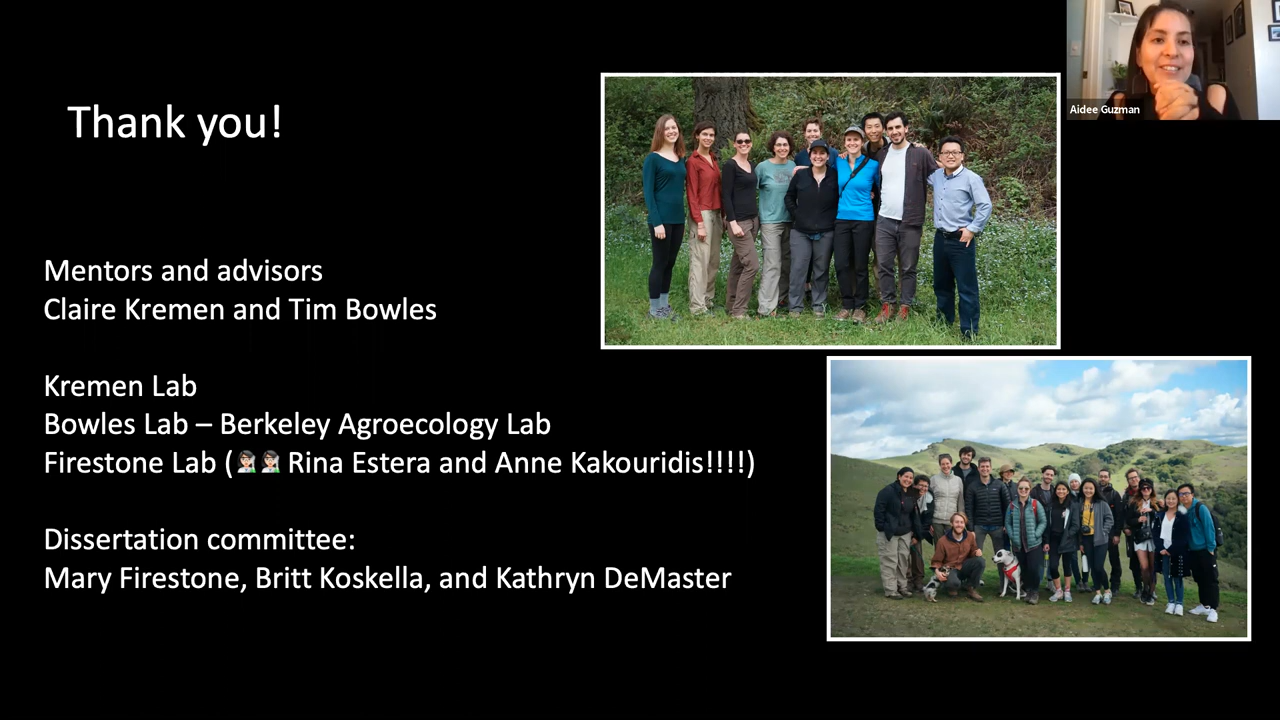 Thank you!
Aidee Guzman
Mentors and advisors
Claire Kremen and Tim Bowles
Kremen Lab
Bowles Lab – Berkeley Agroecology Lab
Firestone Lab (👩🏻‍🔬👩🏻‍🔬 Rina Estera and Anne Kakouridis!!!!)
Dissertation committee:
Mary Firestone, Britt Koskella, and Kathryn DeMaster